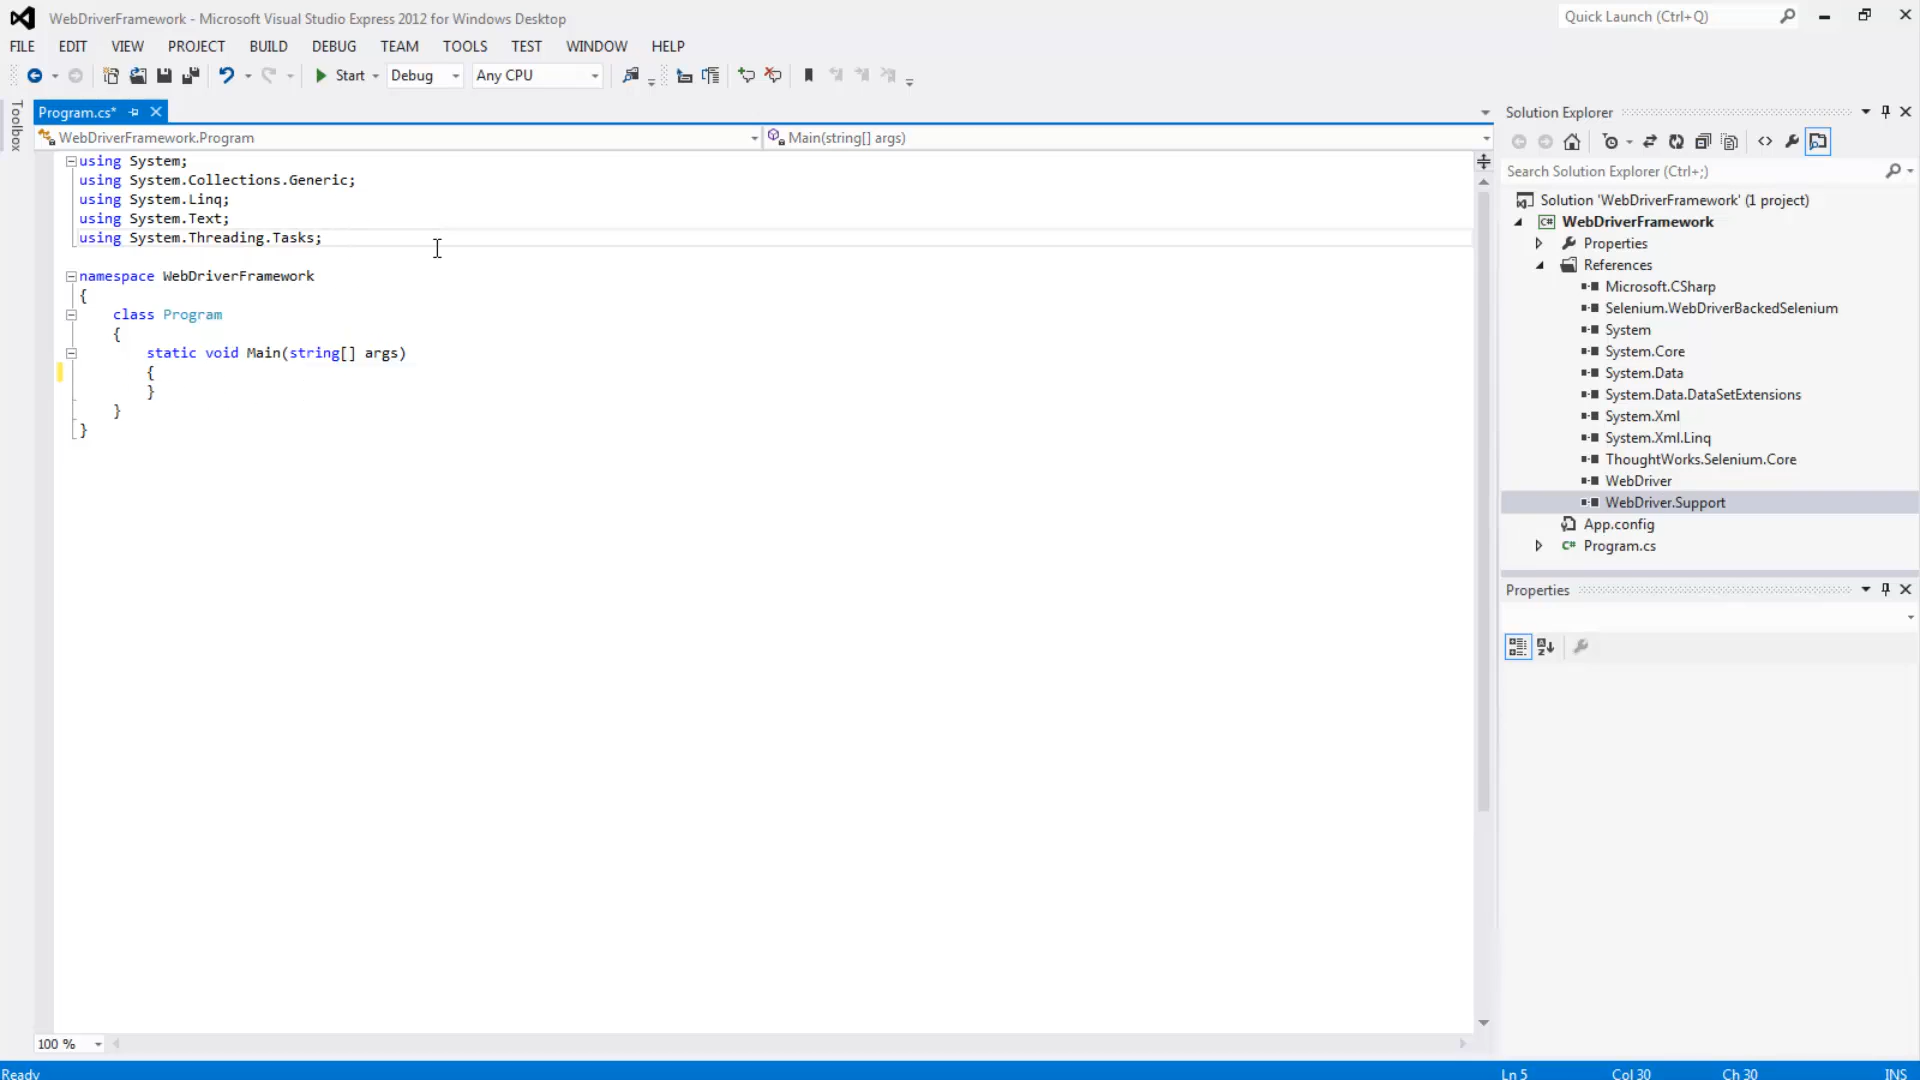 WebDriverFramework - Microsoft Visual Studio Express 2012 for Windows Desktop
Quick Launch (Ctrl+Q)
FILE EDIT VIEW PROJECT BUILD DEBUG TEAM TOOLS TEST WINDOW HELP
Start Debug Any CPU
Toolbox
Program.cs*
WebDriverFramework.Program
Main(string[] args)
using System;
using System.Collections.Generic;
using System.Linq;
using System.Text;
using System.Threading.Tasks;
namespace WebDriverFramework
{
class Program
{
static void Main(string[] args)
{
}
}
}
100 %
Solution Explorer
Search Solution Explorer (Ctrl+;)
Solution 'WebDriverFramework' (1 project)
C# WebDriverFramework
Properties
References
Microsoft.CSharp
Selenium.WebDriverBackedSelenium
System
System.Core
System.Data
System.Data.DataSetExtensions
System.Xml
System.Xml.Linq
ThoughtWorks.Selenium.Core
WebDriver
WebDriver.Support
App.config
C# Program.cs
Properties
Ready
Ln 5 Col 30 Ch 30 INS